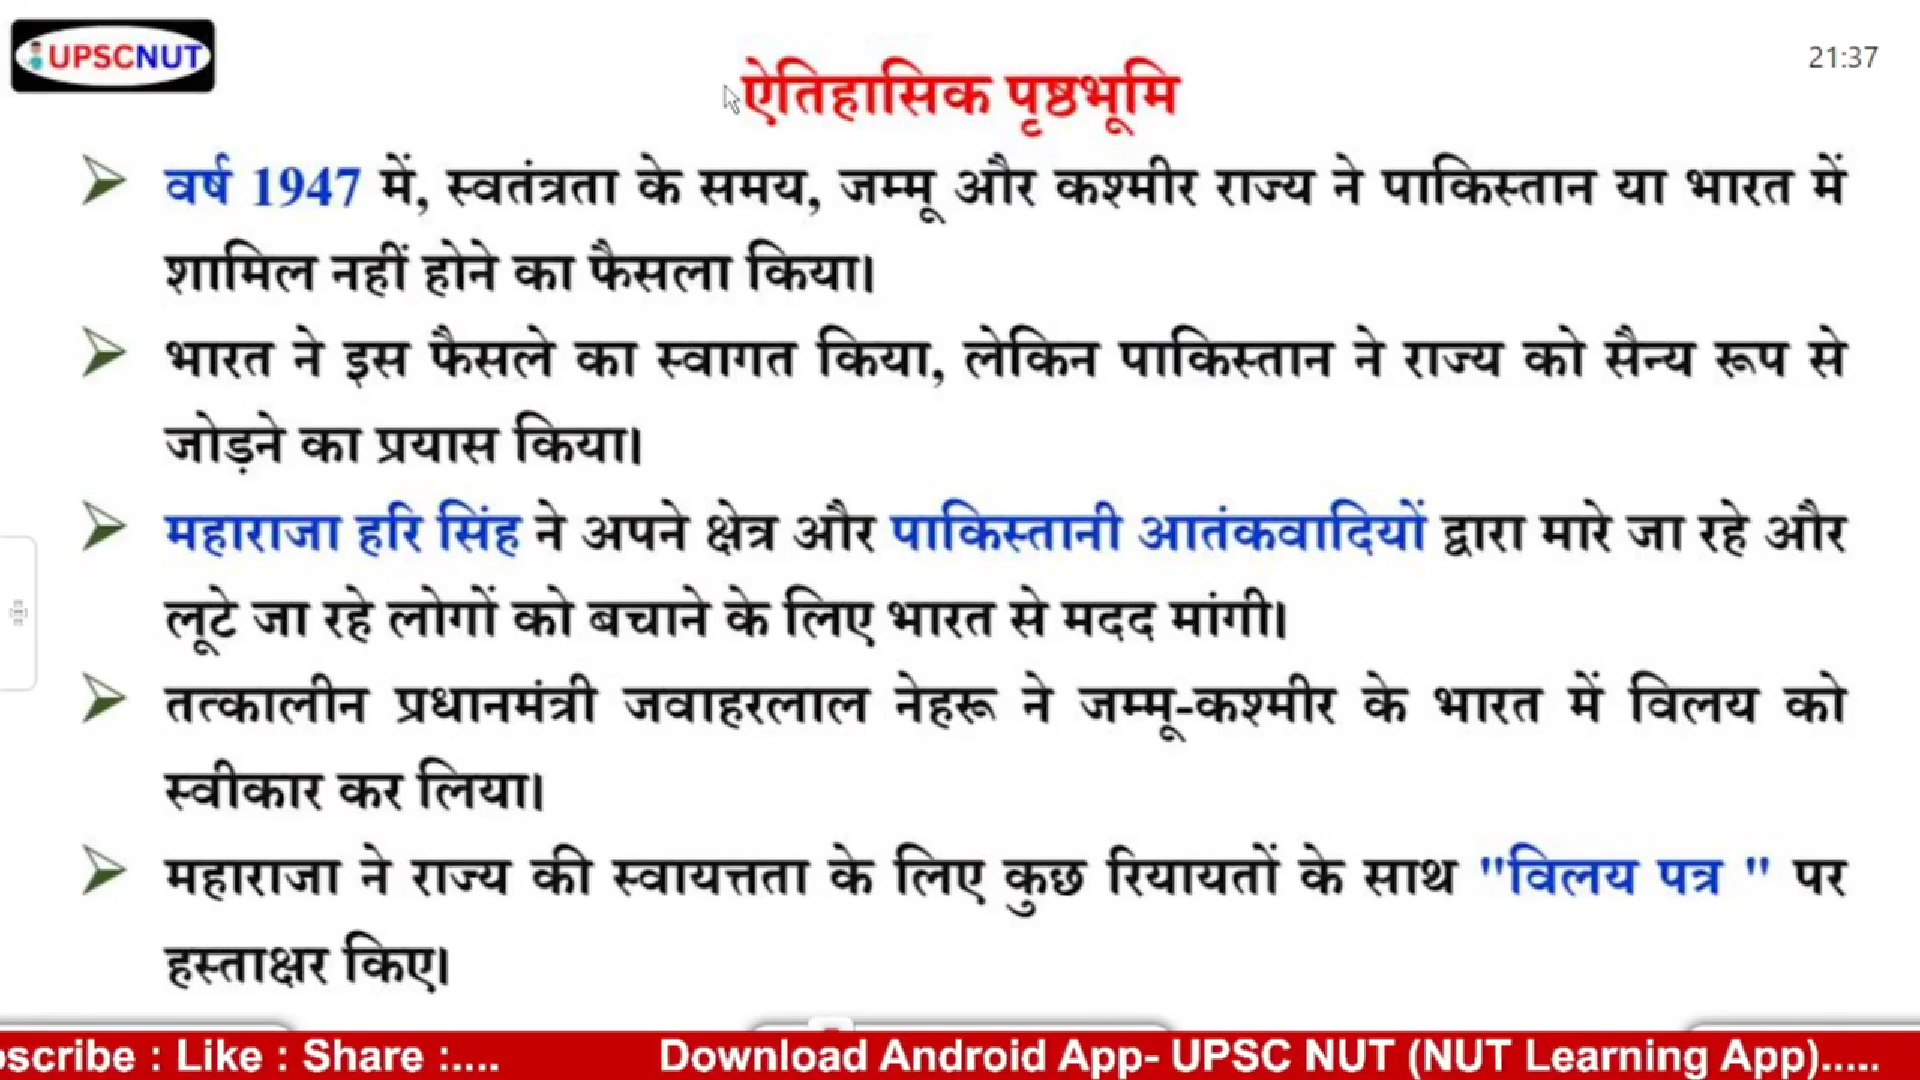 UPSCNUT
21:37
ऐतिहासिक पृष्ठभूमि
वर्ष 1947 में, स्वतंत्रता के समय, जम्मू और कश्मीर राज्य ने पाकिस्तान या भारत में
शामिल नहीं होने का फैसला किया।
भारत ने इस फैसले का स्वागत किया, लेकिन पाकिस्तान ने राज्य को सैन्य रूप से
जोड़ने का प्रयास किया।
महाराजा हरि सिंह ने अपने क्षेत्र और पाकिस्तानी आतंकवादियों द्वारा मारे जा रहे और
लूटे जा रहे लोगों को बचाने के लिए भारत से मदद मांगी।
तत्कालीन प्रधानमंत्री जवाहरलाल नेहरू ने जम्मू-कश्मीर के भारत में विलय को
स्वीकार कर लिया।
महाराजा ने राज्य की स्वायत्तता के लिए कुछ रियायतों के साथ "विलय पत्र " पर
हस्ताक्षर किए।
oscribe : Like : Share :.... Download Android App- UPSC NUT (NUT Learning App).....